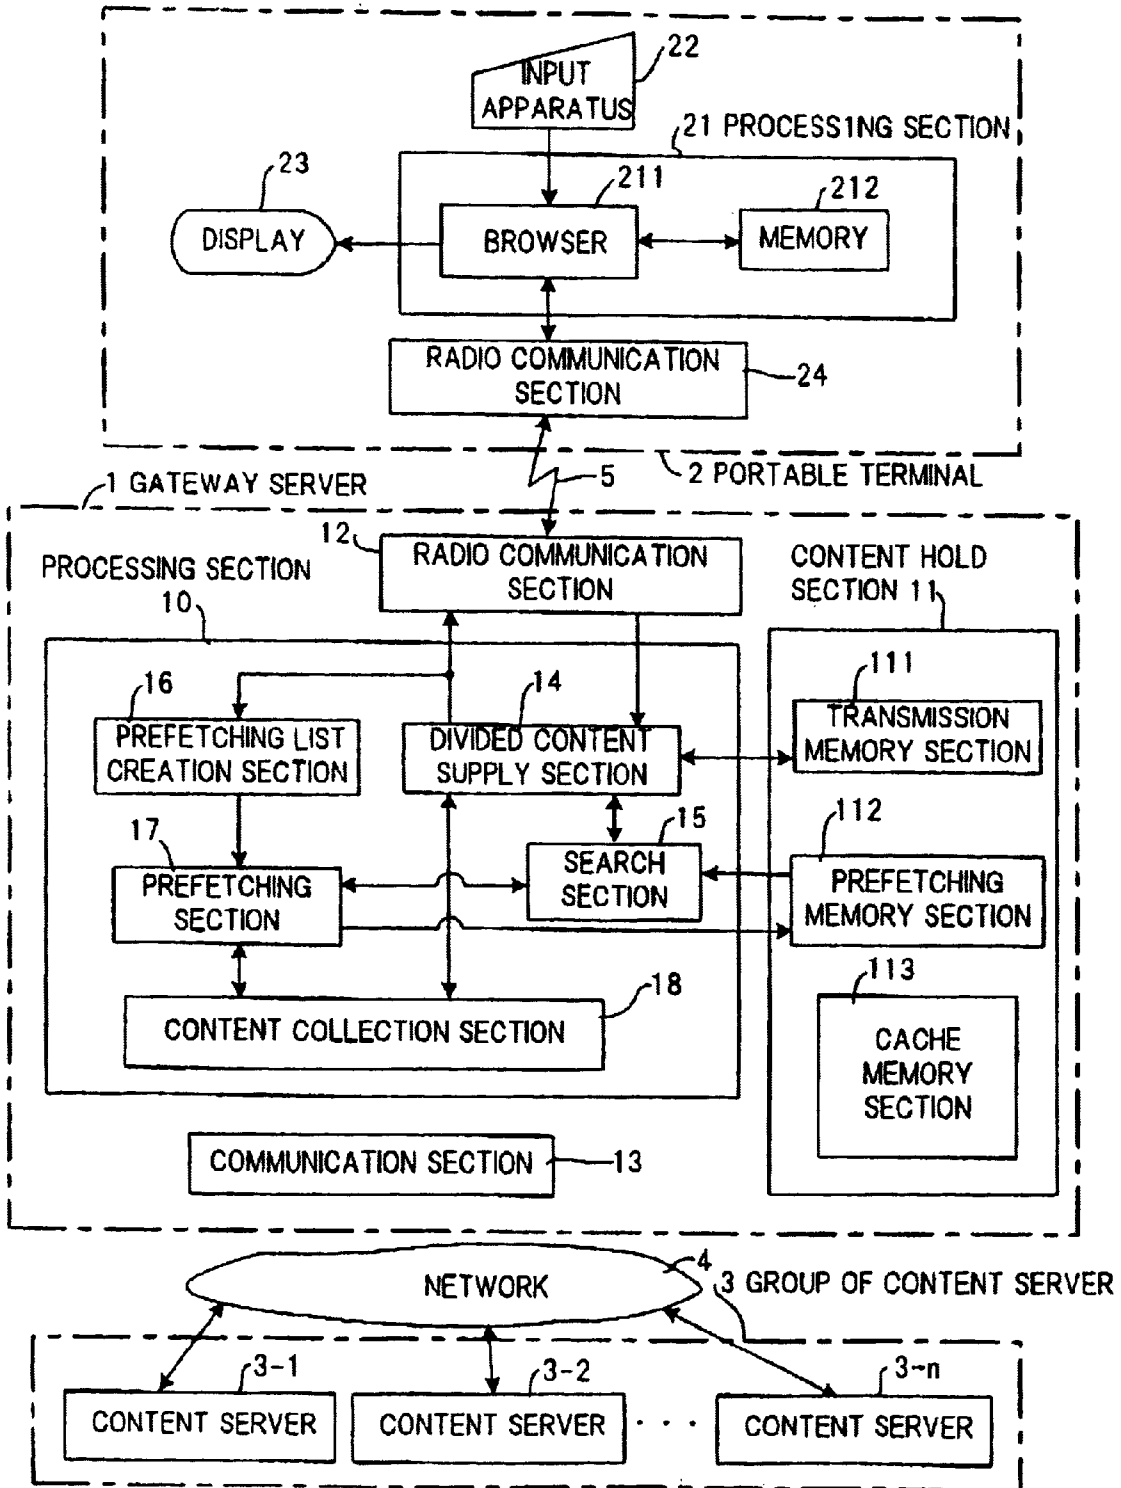 22
INPUT
APPARATUS
21 PROCESS1NG SECTION
23
211
212
DISPLAY
BROWSER
MEMORY
RADIO COMMUNICATION
SECTION
24
5
2 PORTABLE TERMINAL
1 GATEWAY SERVER
12
RADIO COMMUNICATION
SECTION
PROCESSING SECTION
10
CONTENT HOLD
SECTION 11
16
14
111
PREFETCHING LIST
CREATION SECTION
DIVIDED CONTENT
SUPPLY SECTION
TRANSMISSION
MEMORY SECTION
17
15
112
PREFETCHING
SECTION
SEARCH
SECTION
PREFETCHING
MEMORY SECTION
18
113
CONTENT COLLECTION SECTION
CACHE
MEMORY
SECTION
COMMUNICATION SECTION
13
NETWORK
4
3 GROUP OF CONTENT SERVER
3-1
3-2
3-n
CONTENT SERVER
CONTENT SERVER
· · · ·
CONTENT SERVER